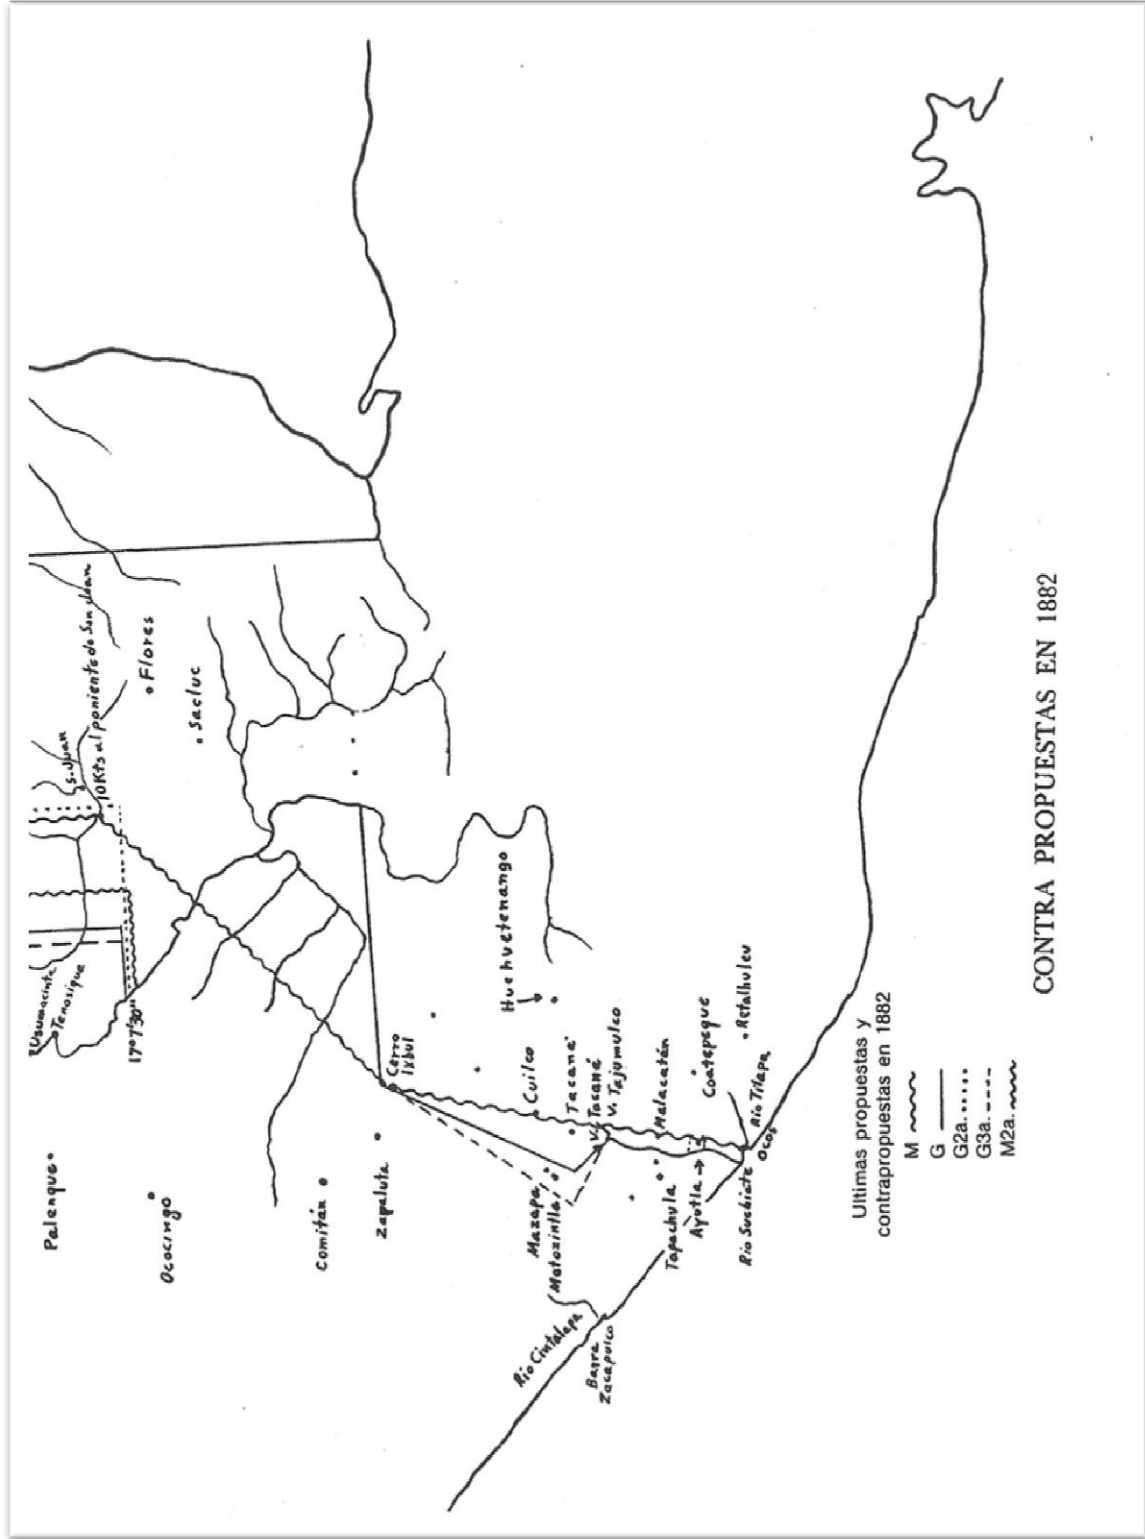 Palenque
Ococingo
Comitán
Zapaluta
Usumacinta
Tenosique
17°7'30"
S. Juan
10 Kts al poniente de San Juan
Flores
Sacluc
Cerro
Ixbul
Cuilco
Huehuetenango
Tacaná
V. Tacaná
V. Tajumulco
Mazapa
Motozintla
Malacatán
Coatepeque
Retalhuleu
Tapachula
Ayutla
Río Suchiate
Ocos
Río Tilapa
Río Cintalapa
Barra
Zacapulco
Ultimas propuestas y
contrapropuestas en 1882
M
G
G2a.
G3a.
M2a.
CONTRA PROPUESTAS EN 1882